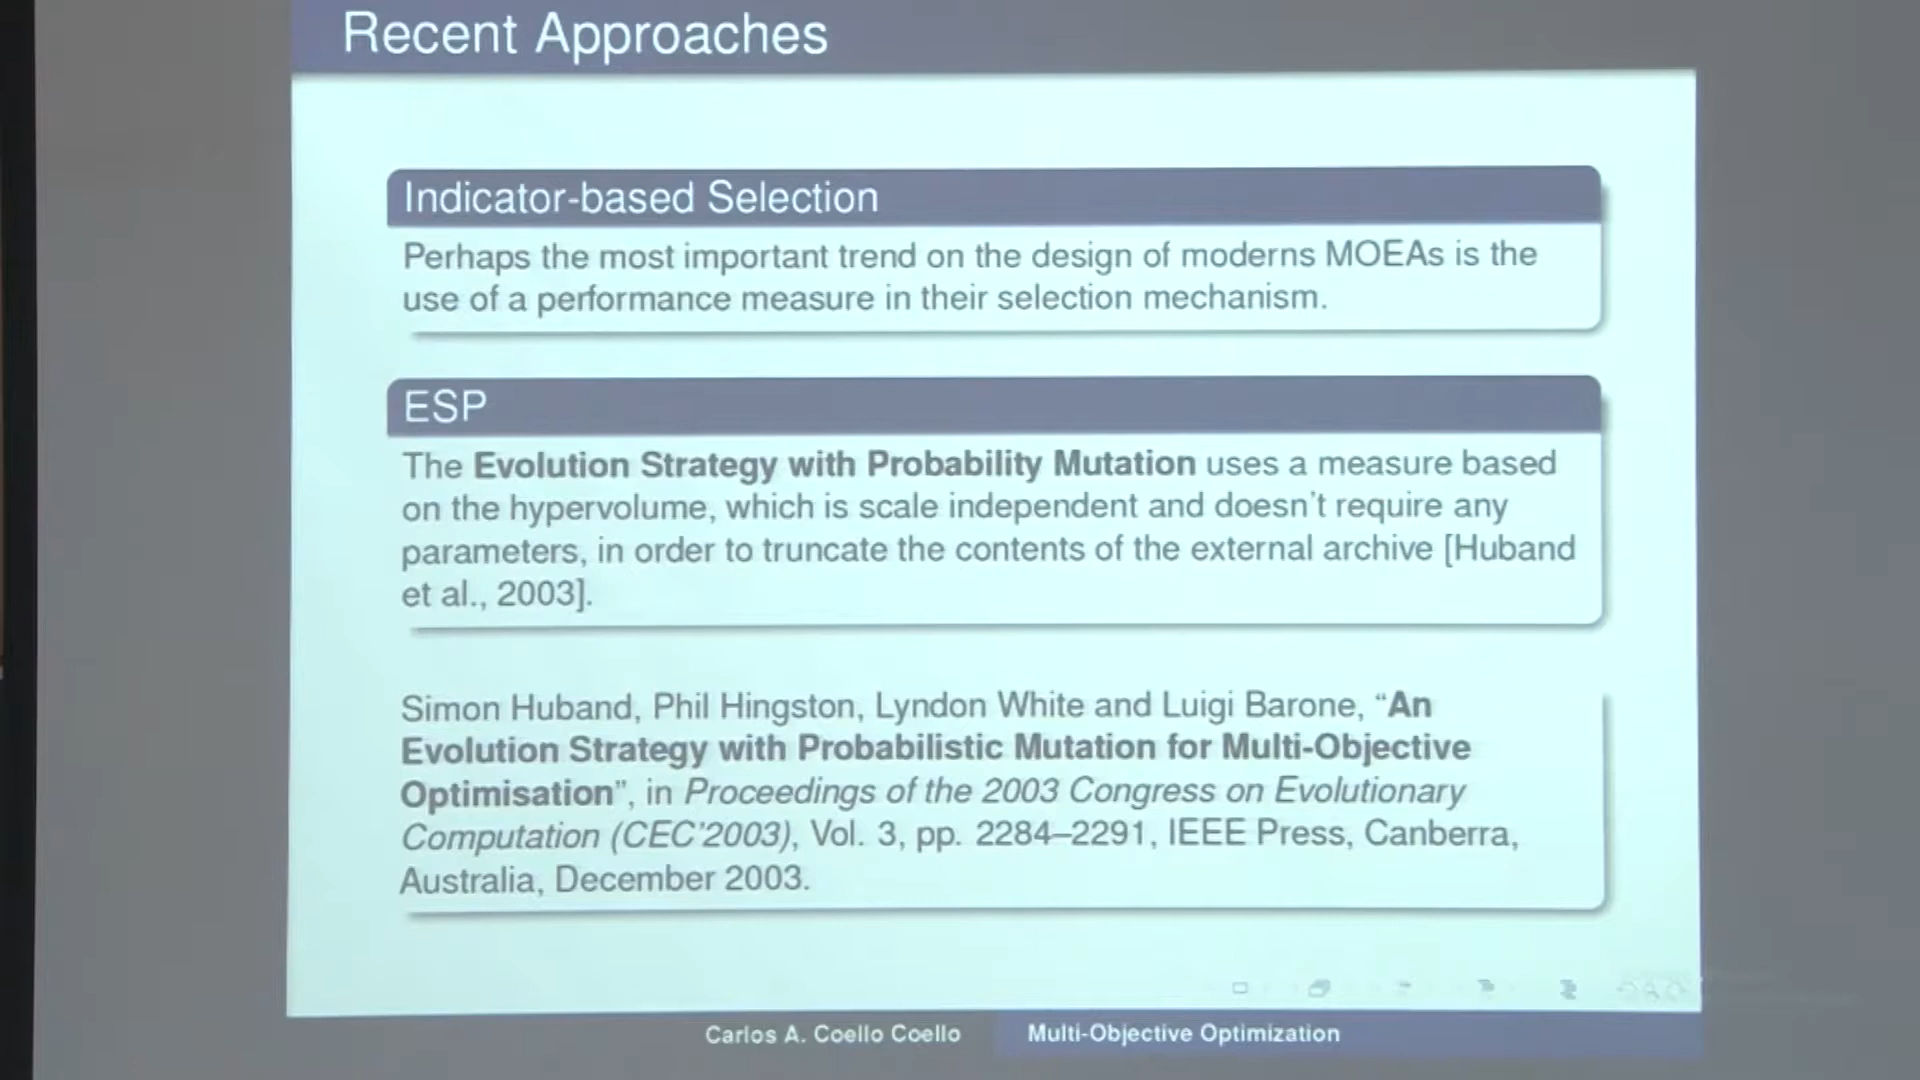 Recent Approaches
Indicator-based Selection
Perhaps the most important trend on the design of moderns MOEAs is the
use of a performance measure in their selection mechanism.
ESP
The Evolution Strategy with Probability Mutation uses a measure based
on the hypervolume, which is scale independent and doesn't require any
parameters, in order to truncate the contents of the external archive [Huband
et al., 2003].
Simon Huband, Phil Hingston, Lyndon White and Luigi Barone, “An
Evolution Strategy with Probabilistic Mutation for Multi-Objective
Optimisation”, in Proceedings of the 2003 Congress on Evolutionary
Computation (CEC'2003), Vol. 3, pp. 2284–2291, IEEE Press, Canberra,
Australia, December 2003.
Carlos A. Coello Coello Multi-Objective Optimization